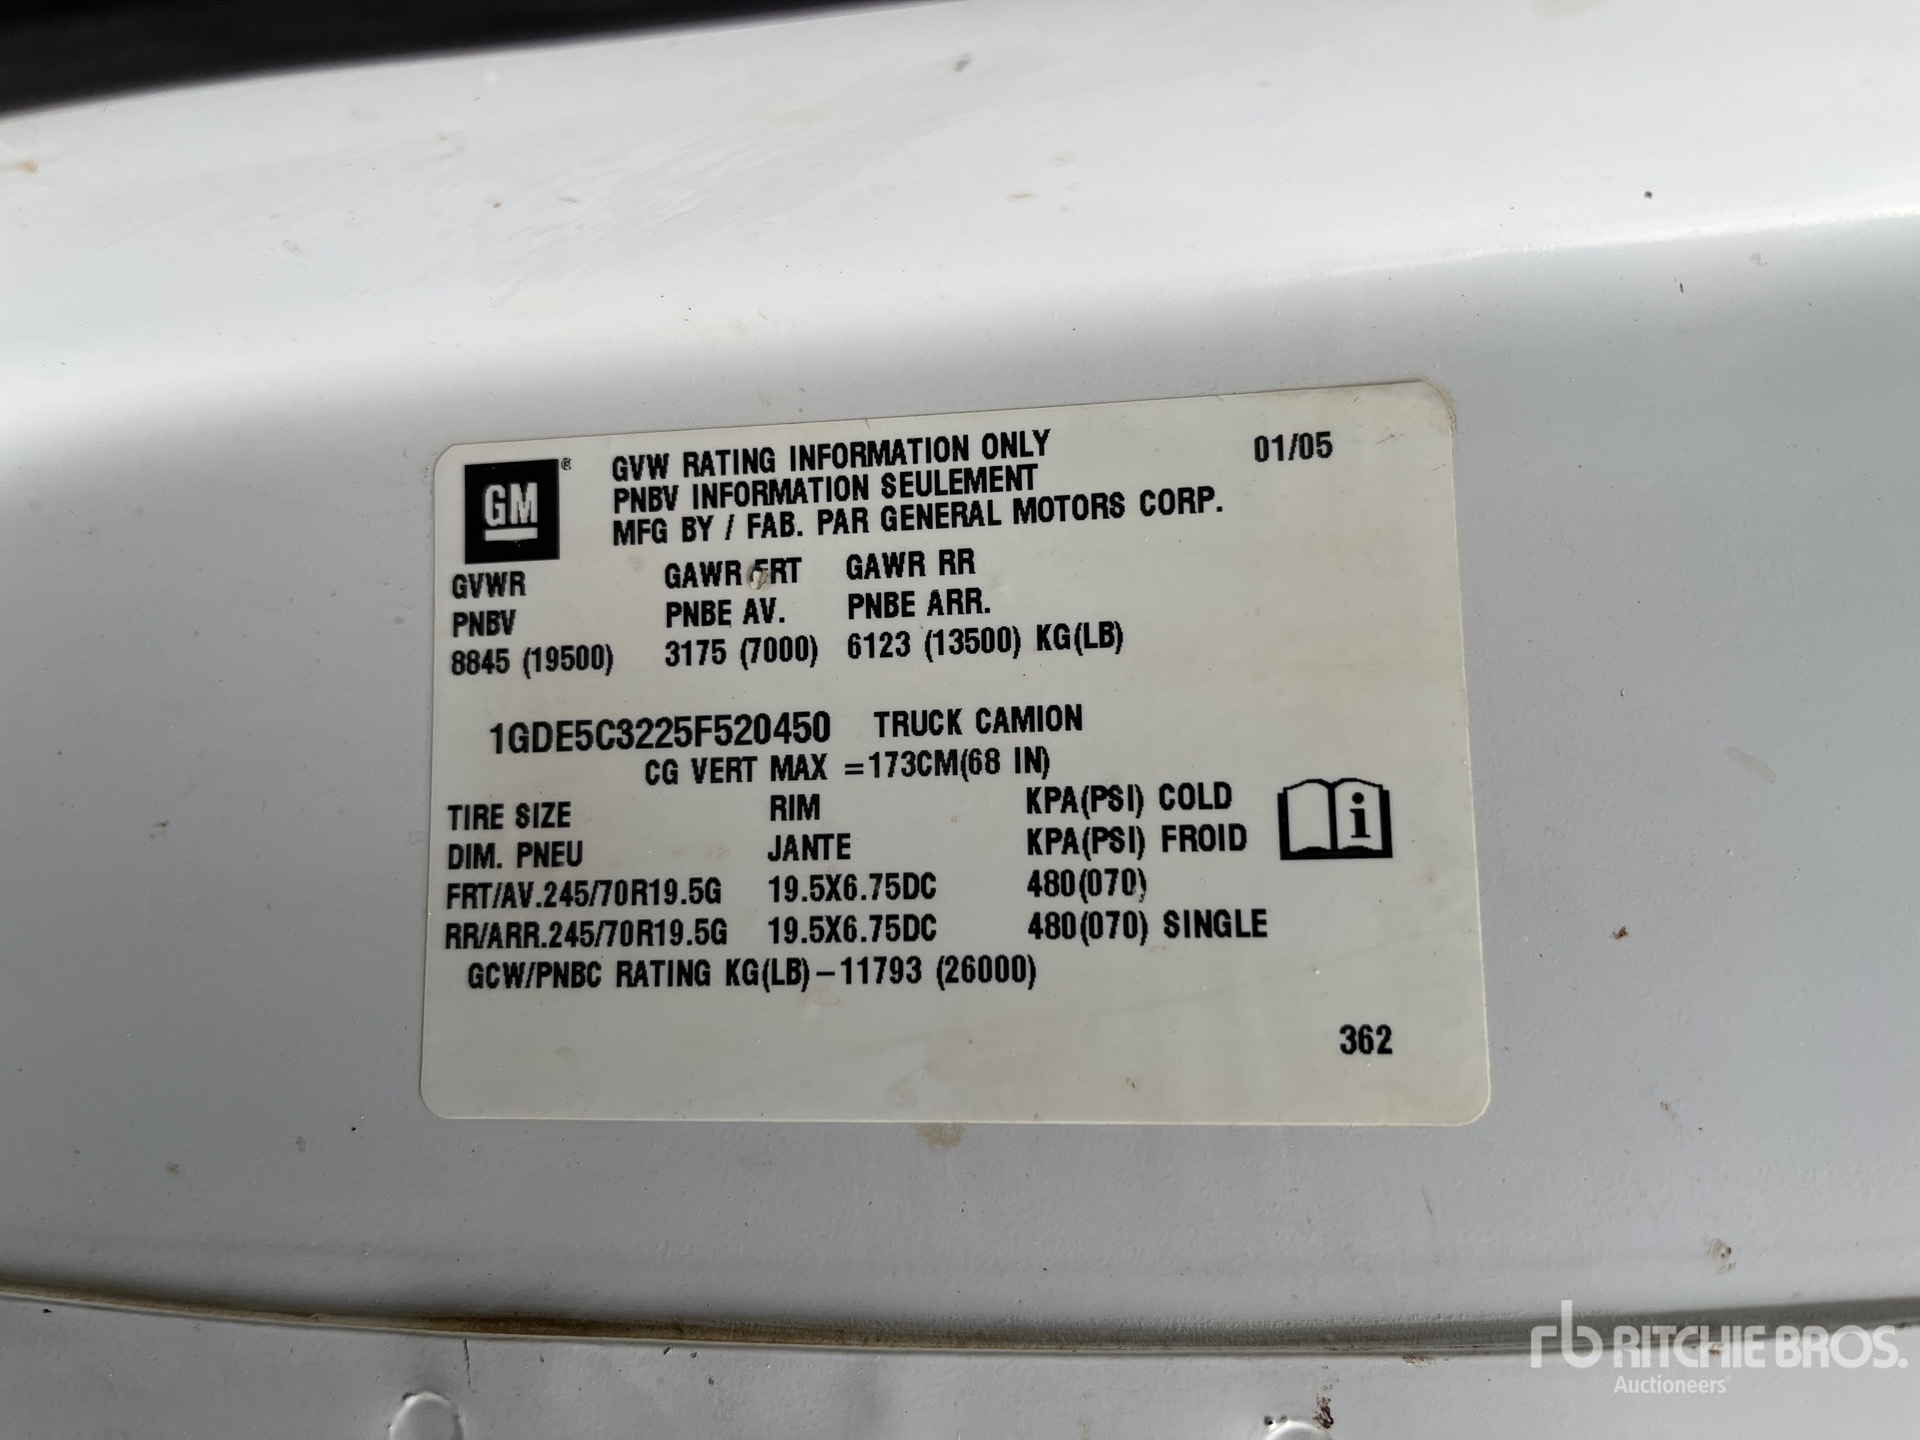 GM®
GVW RATING INFORMATION ONLY 01/05
PNBV INFORMATION SEULEMENT
MFG BY / FAB. PAR GENERAL MOTORS CORP.
GVWR GAWR FRT GAWR RR
PNBV PNBE AV. PNBE ARR.
8845 (19500) 3175 (7000) 6123 (13500) KG(LB)
1GDE5C3225F520450 TRUCK CAMION
CG VERT MAX =173CM(68 IN)
TIRE SIZE RIM KPA(PSI) COLD
DIM. PNEU JANTE KPA(PSI) FROID
FRT/AV.245/70R19.5G 19.5X6.75DC 480(070)
RR/ARR.245/70R19.5G 19.5X6.75DC 480(070) SINGLE
GCW/PNBC RATING KG(LB)–11793 (26000)
362
rb RITCHIE BROS.
Auctioneers